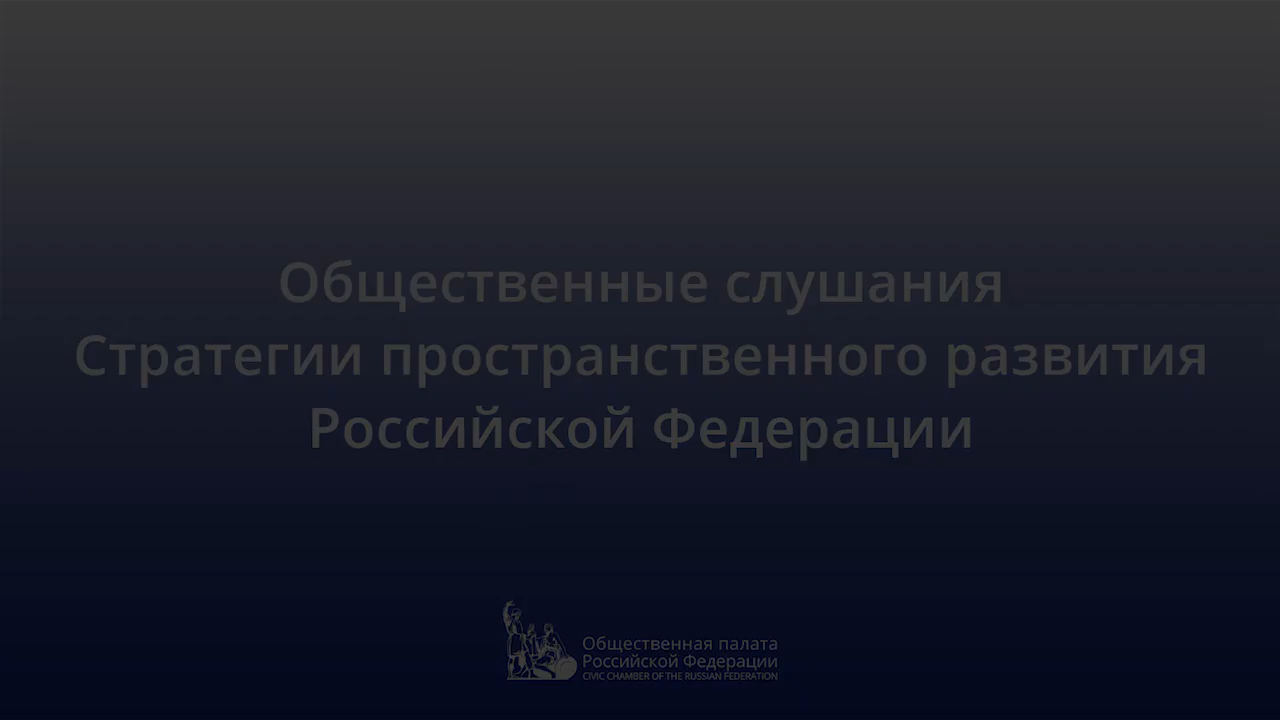 Общественные слушания
Стратегии пространственного развития
Российской Федерации
Общественная палата
Российской Федерации
CIVIC CHAMBER OF THE RUSSIAN FEDERATION